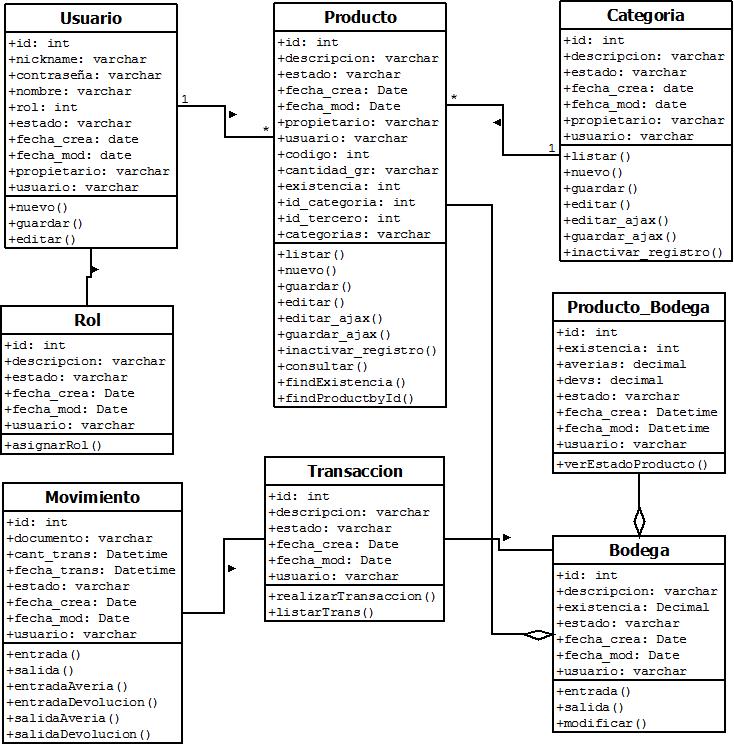 Usuario
+id: int
+nickname: varchar
+contraseña: varchar
+nombre: varchar
+rol: int
+estado: varchar
+fecha_crea: date
+fecha_mod: date
+propietario: varchar
+usuario: varchar
+nuevo()
+guardar()
+editar()
1
*
Producto
+id: int
+descripcion: varchar
+estado: varchar
+fecha_crea: Date
+fecha_mod: Date
+propietario: varchar
+usuario: varchar
+codigo: int
+cantidad_gr: varchar
+existencia: int
+id_categoria: int
+id_tercero: int
+categorias: varchar
+listar()
+nuevo()
+guardar()
+editar()
+editar_ajax()
+guardar_ajax()
+inactivar_registro()
+consultar()
+findExistencia()
+findProductbyId()
*
1
Categoria
+id: int
+descripcion: varchar
+estado: varchar
+fecha_crea: date
+fehca_mod: date
+propietario: varchar
+usuario: varchar
+listar()
+nuevo()
+guardar()
+editar()
+editar_ajax()
+guardar_ajax()
+inactivar_registro()
Rol
+id: int
+descripcion: varchar
+estado: varchar
+fecha_crea: Date
+fecha_mod: Date
+usuario: varchar
+asignarRol()
Producto_Bodega
+id: int
+existencia: int
+averias: decimal
+devs: decimal
+estado: varchar
+fecha_crea: Datetime
+fecha_mod: Datetime
+usuario: varchar
+verEstadoProducto()
Movimiento
+id: int
+documento: varchar
+cant_trans: Datetime
+fecha_trans: Datetime
+estado: varchar
+fecha_crea: Date
+fecha_mod: Date
+usuario: varchar
+entrada()
+salida()
+entradaAveria()
+entradaDevolucion()
+salidaAveria()
+salidaDevolucion()
Transaccion
+id: int
+descripcion: varchar
+estado: varchar
+fecha_crea: Date
+fecha_mod: Date
+usuario: varchar
+realizarTransaccion()
+listarTrans()
Bodega
+id: int
+descripcion: varchar
+existencia: Decimal
+estado: varchar
+fecha_crea: Date
+fecha_mod: Date
+usuario: varchar
+entrada()
+salida()
+modificar()